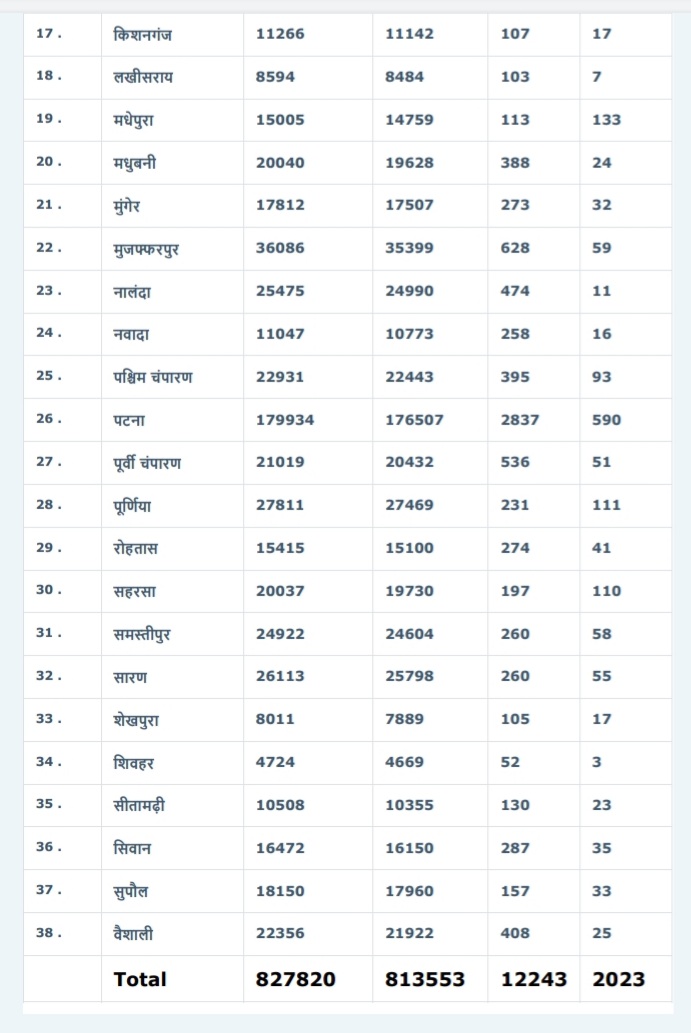 17 . किशनगंज 11266 11142 107 17
18 . लखीसराय 8594 8484 103 7
19 . मधेपुरा 15005 14759 113 133
20 . मधुबनी 20040 19628 388 24
21 . मुंगेर 17812 17507 273 32
22 . मुजफ्फरपुर 36086 35399 628 59
23 . नालंदा 25475 24990 474 11
24 . नवादा 11047 10773 258 16
25 . पश्चिम चंपारण 22931 22443 395 93
26 . पटना 179934 176507 2837 590
27 . पूर्वी चंपारण 21019 20432 536 51
28 . पूर्णिया 27811 27469 231 111
29 . रोहतास 15415 15100 274 41
30 . सहरसा 20037 19730 197 110
31 . समस्तीपुर 24922 24604 260 58
32 . सारण 26113 25798 260 55
33 . शेखपुरा 8011 7889 105 17
34 . शिवहर 4724 4669 52 3
35 . सीतामढ़ी 10508 10355 130 23
36 . सिवान 16472 16150 287 35
37 . सुपौल 18150 17960 157 33
38 . वैशाली 22356 21922 408 25
Total 827820 813553 12243 2023